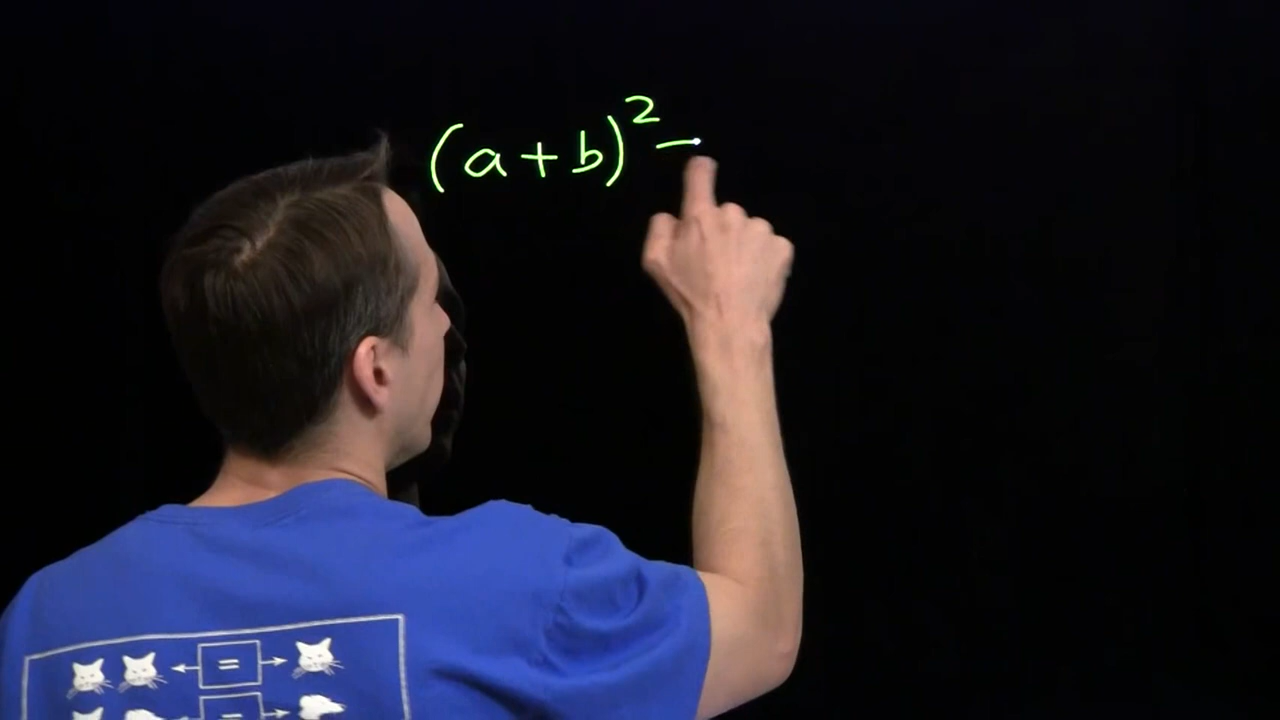 (a+b)² –
=
=